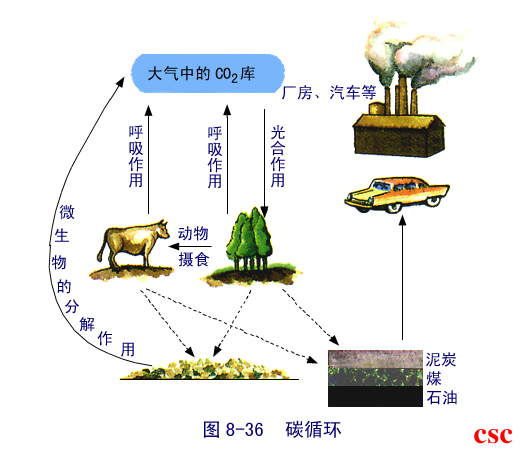 大气中的CO₂库
厂房、汽车等
呼吸作用
呼吸作用
光合作用
微生物的分解作用
动物
摄食
泥炭
煤
石油
图 8-36 碳循环
csc